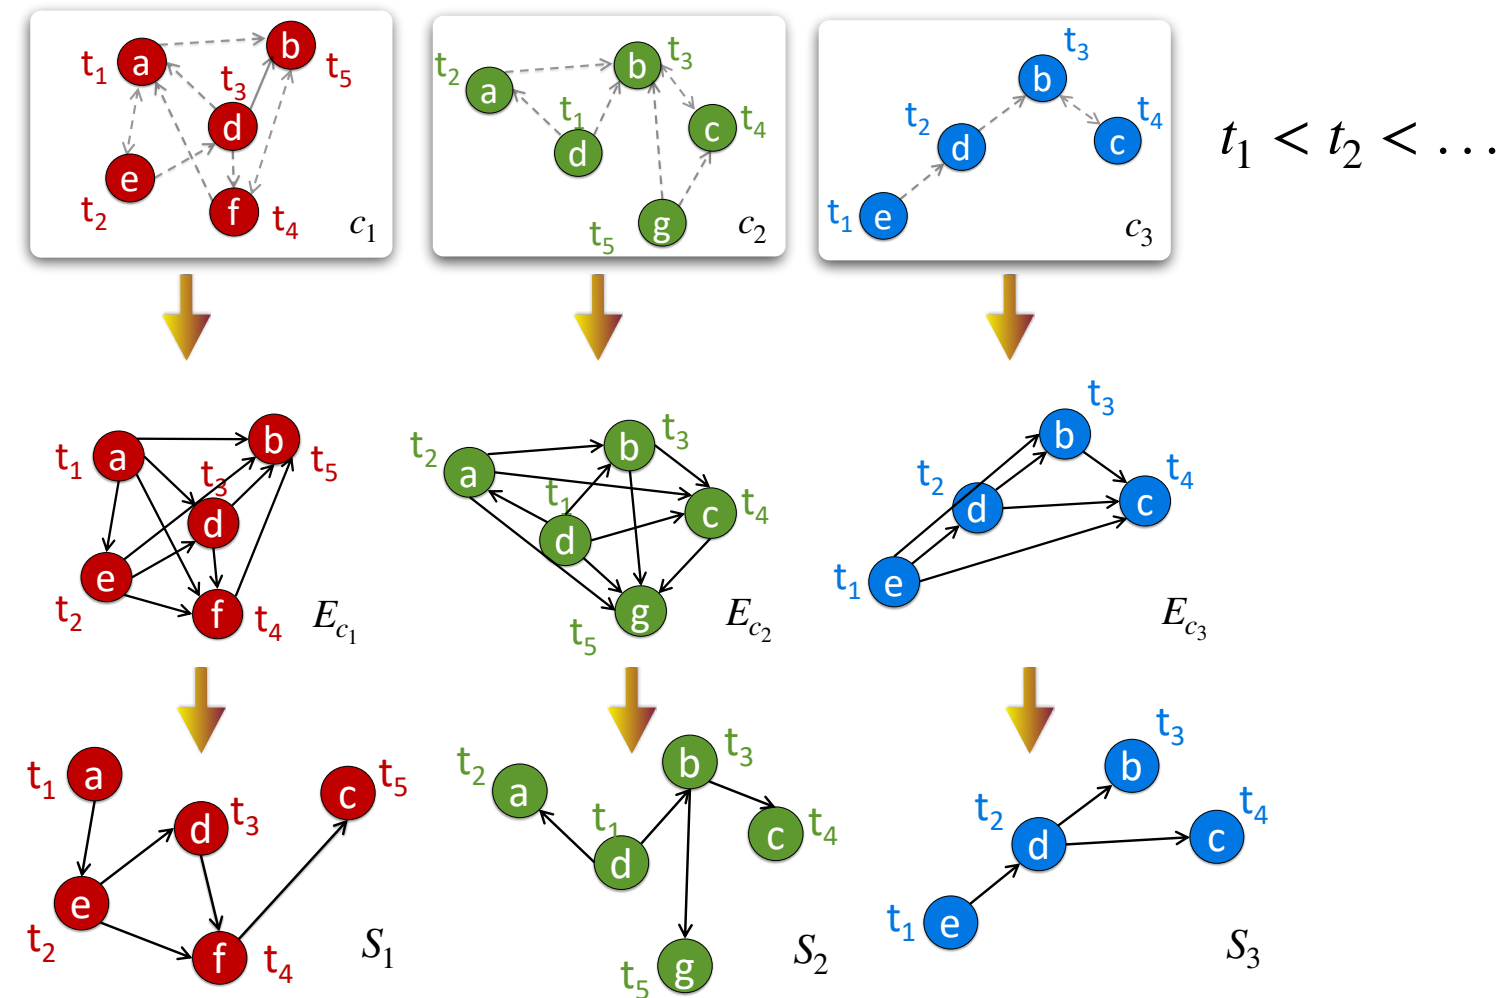 t1 a b t5
t3
d
e
t2 f t4 c1
t2 a b t3
t1 d c t4
t5 g c2
t3
b
t2 d c t4
t1 e c3
t1 < t2 < . . .
t1 a b t5
t3
d
e
t2 f t4 Ec1
t2 a b t3
t1 d c t4
g
t5 Ec2
t3
b
t2 d c t4
t1 e Ec3
t1 a c t5
d t3
e
t2 f t4 S1
t2 a b t3
t1 d c t4
t5 g S2
t3
b
t2 d c t4
t1 e S3